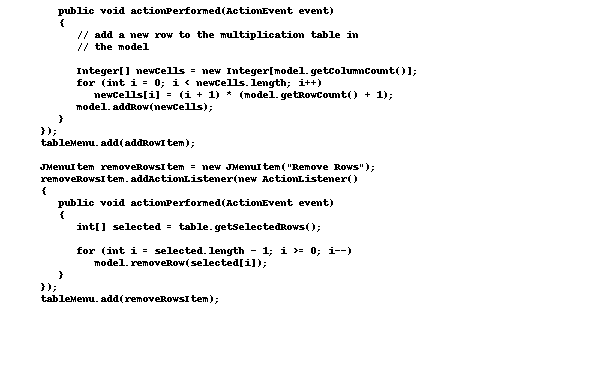 public void actionPerformed(ActionEvent event)
{
// add a new row to the multiplication table in
// the model
Integer[] newCells = new Integer[model.getColumnCount()];
for (int i = 0; i < newCells.length; i++)
newCells[i] = (i + 1) * (model.getRowCount() + 1);
model.addRow(newCells);
}
});
tableMenu.add(addRowItem);
JMenuItem removeRowsItem = new JMenuItem("Remove Rows");
removeRowsItem.addActionListener(new ActionListener()
{
public void actionPerformed(ActionEvent event)
{
int[] selected = table.getSelectedRows();
for (int i = selected.length - 1; i >= 0; i--)
model.removeRow(selected[i]);
}
});
tableMenu.add(removeRowsItem);